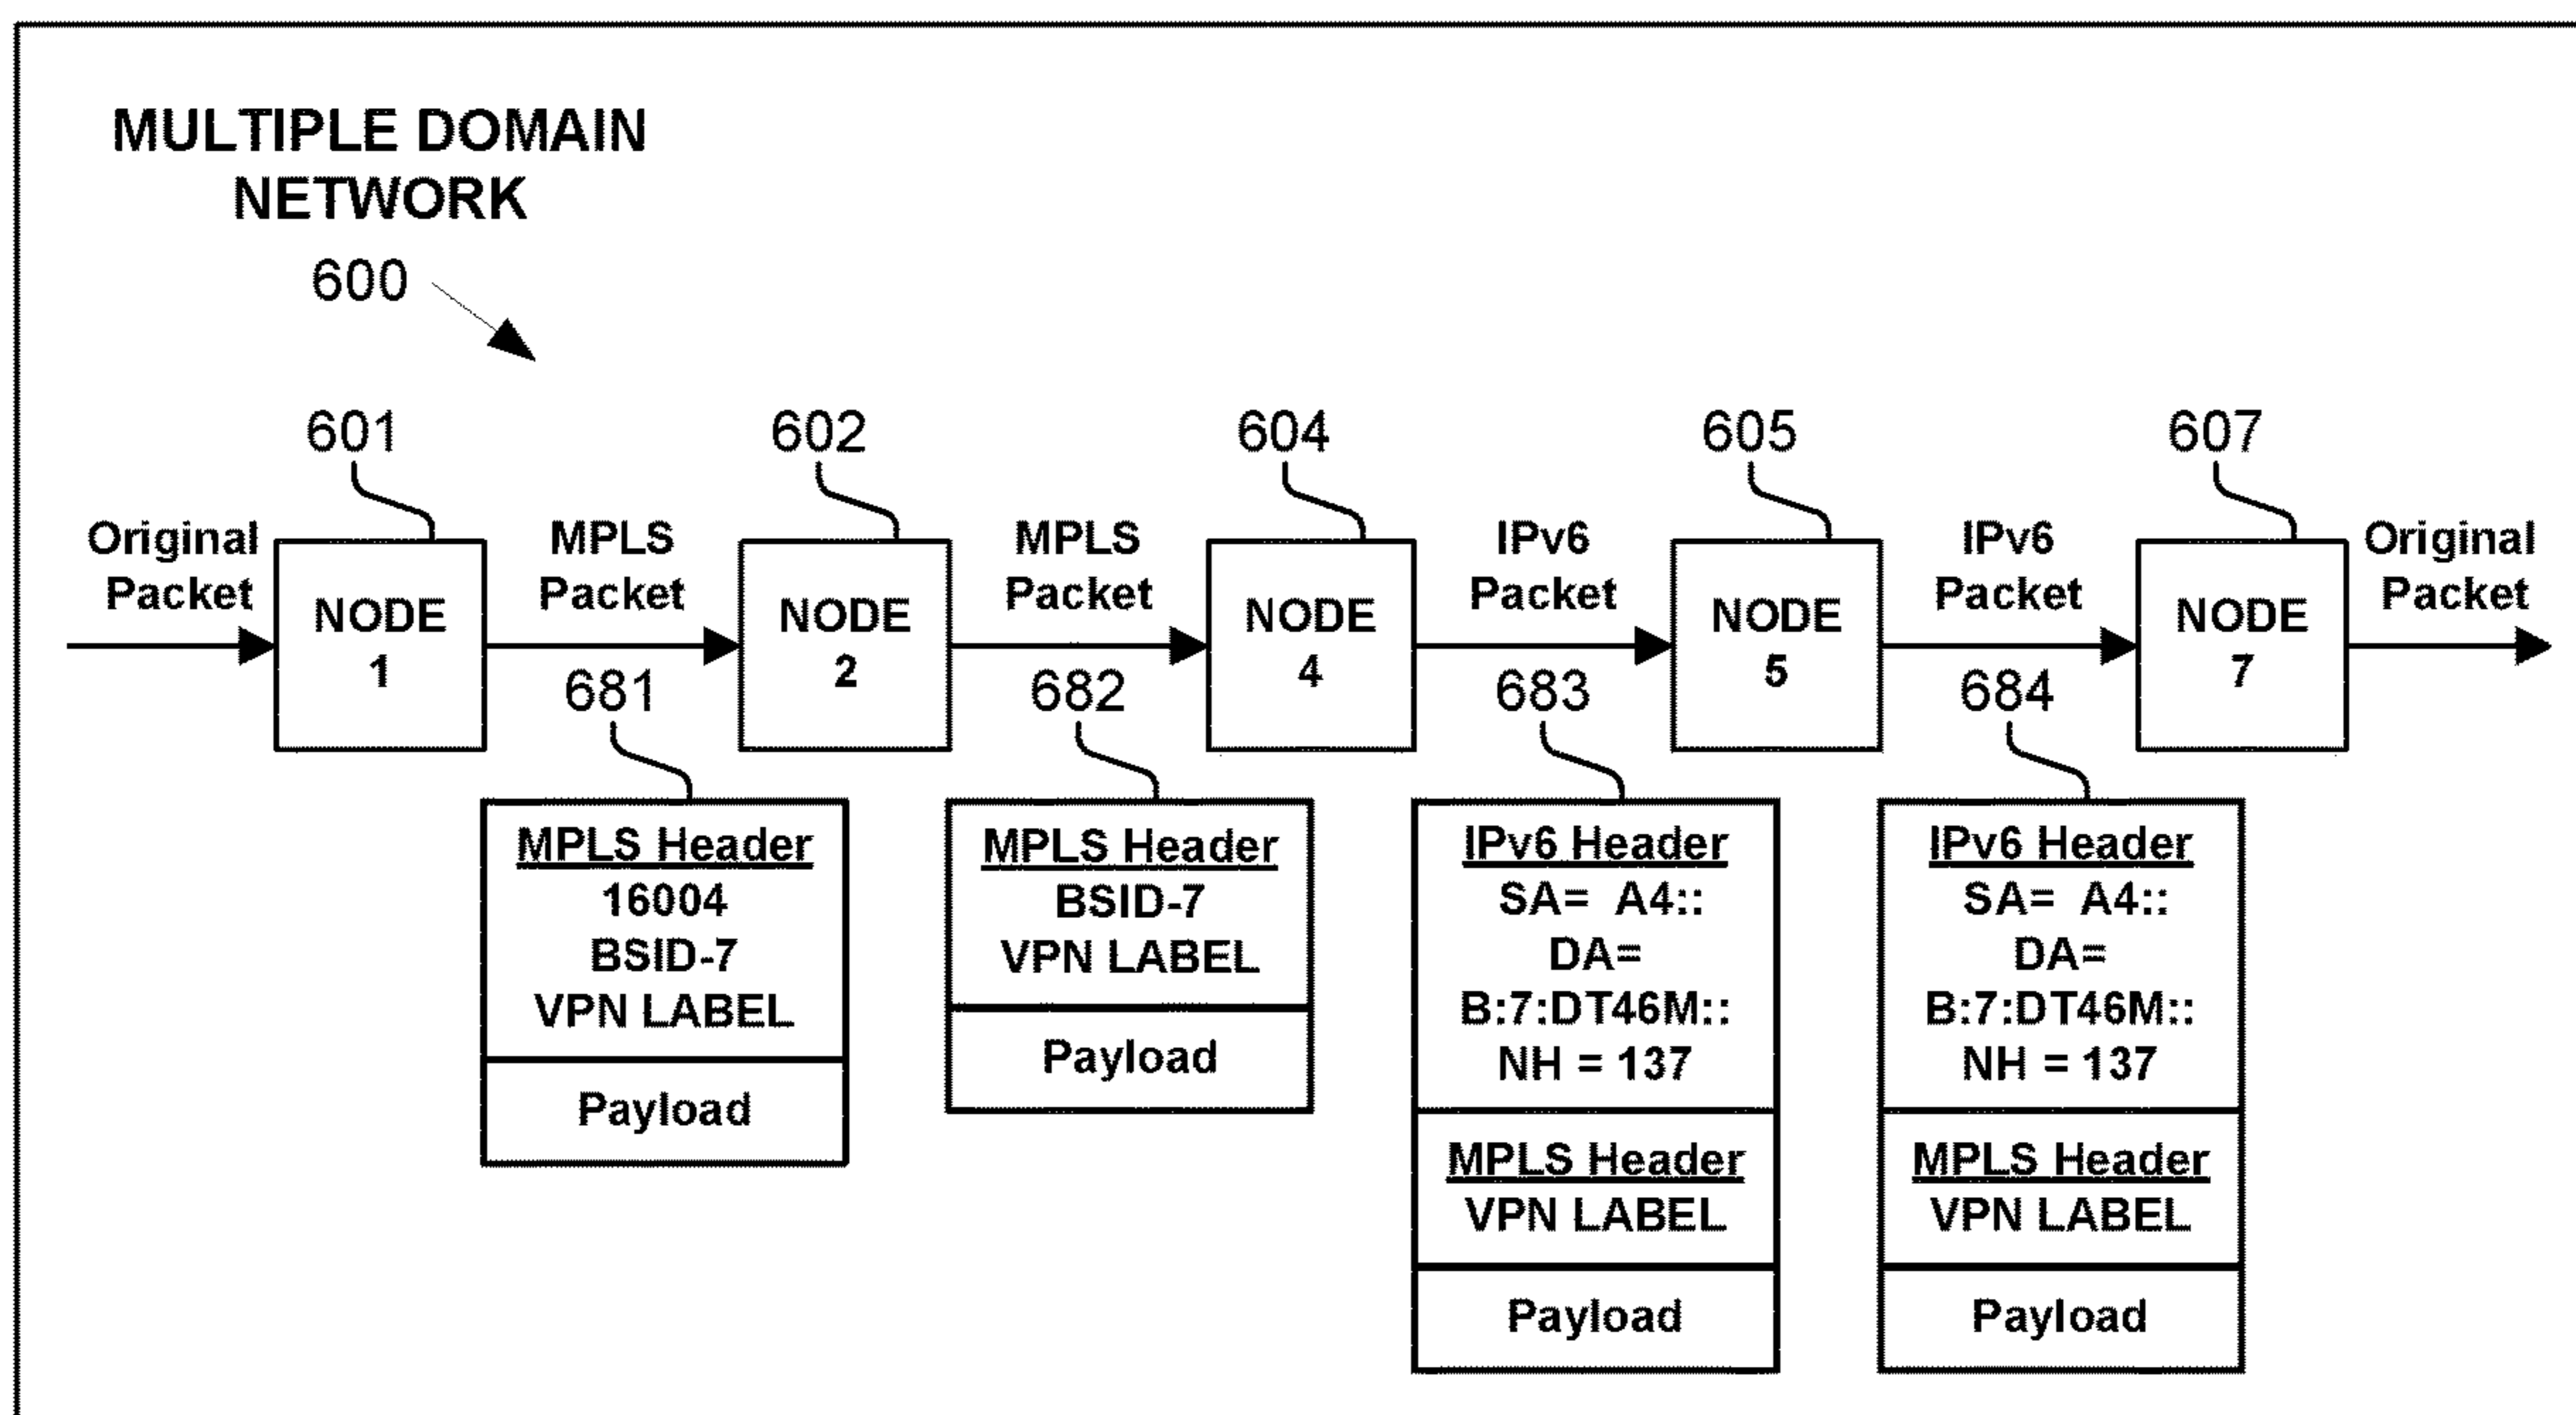 MULTIPLE DOMAIN
NETWORK
600
601
602
604
605
607
Original
Packet
MPLS
Packet
MPLS
Packet
IPv6
Packet
IPv6
Packet
Original
Packet
NODE
1
NODE
2
NODE
4
NODE
5
NODE
7
681
682
683
684
MPLS Header
16004
BSID-7
VPN LABEL
Payload
MPLS Header
BSID-7
VPN LABEL
Payload
IPv6 Header
SA= A4::
DA=
B:7:DT46M::
NH = 137
MPLS Header
VPN LABEL
Payload
IPv6 Header
SA= A4::
DA=
B:7:DT46M::
NH = 137
MPLS Header
VPN LABEL
Payload